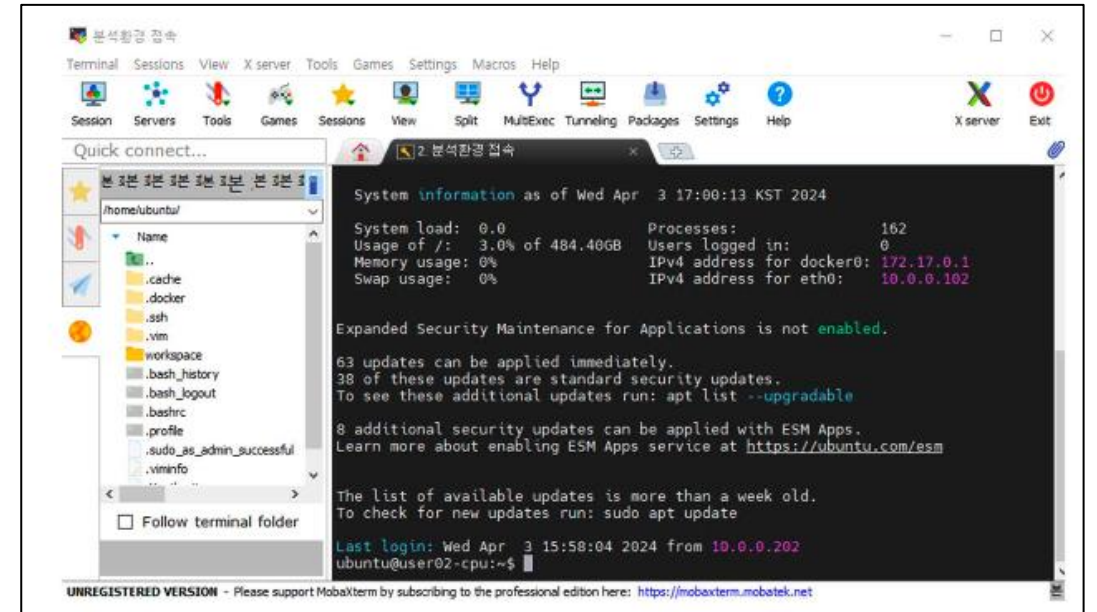 분석환경 접속
Terminal Sessions View X server Tools Games Settings Macros Help
Session Servers Tools Games Sessions View Split MultiExec Tunneling Packages Settings Help X server Exit
Quick connect...
2. 분석환경 접속
/home/ubuntu/
Name
..
.cache
.docker
.ssh
.vim
workspace
.bash_history
.bash_logout
.bashrc
.profile
.sudo_as_admin_successful
.viminfo
Follow terminal folder
System information as of Wed Apr 3 17:00:13 KST 2024
System load: 0.0 Processes: 162
Usage of /: 3.0% of 484.40GB Users logged in: 0
Memory usage: 0% IPv4 address for docker0: 172.17.0.1
Swap usage: 0% IPv4 address for eth0: 10.0.0.102
Expanded Security Maintenance for Applications is not enabled.
63 updates can be applied immediately.
38 of these updates are standard security updates.
To see these additional updates run: apt list --upgradable
8 additional security updates can be applied with ESM Apps.
Learn more about enabling ESM Apps service at https://ubuntu.com/esm
The list of available updates is more than a week old.
To check for new updates run: sudo apt update
Last login: Wed Apr 3 15:58:04 2024 from 10.0.0.202
ubuntu@user02-cpu:~$
UNREGISTERED VERSION - Please support MobaXterm by subscribing to the professional edition here: https://mobaxterm.mobatek.net